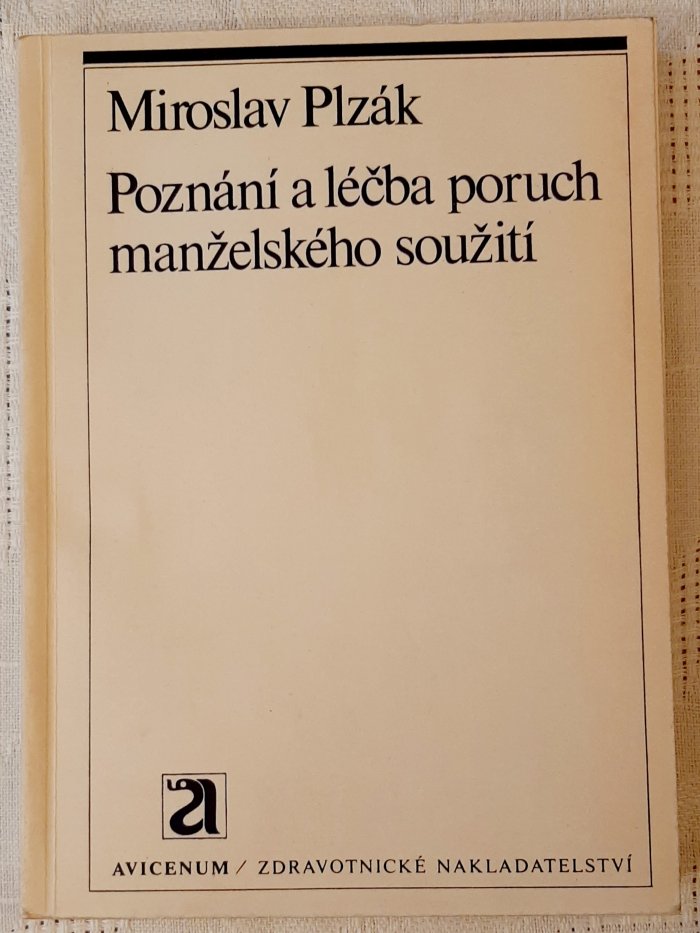 Miroslav Plzák
Poznání a léčba poruch
manželského soužití
AVICENUM / ZDRAVOTNICKÉ NAKLADATELSTVÍ